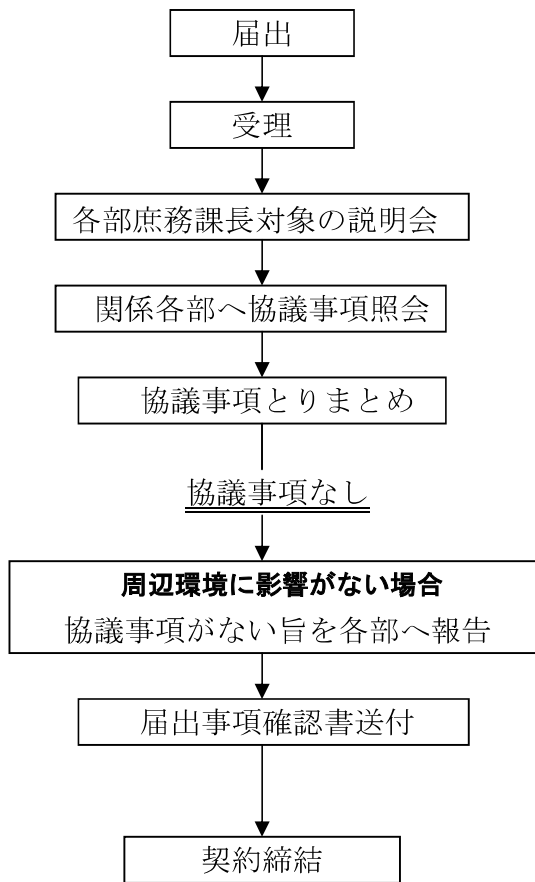 届出
受理
各部庶務課長対象の説明会
関係各部へ協議事項照会
協議事項とりまとめ
協議事項なし
周辺環境に影響がない場合
協議事項がない旨を各部へ報告
届出事項確認書送付
契約締結